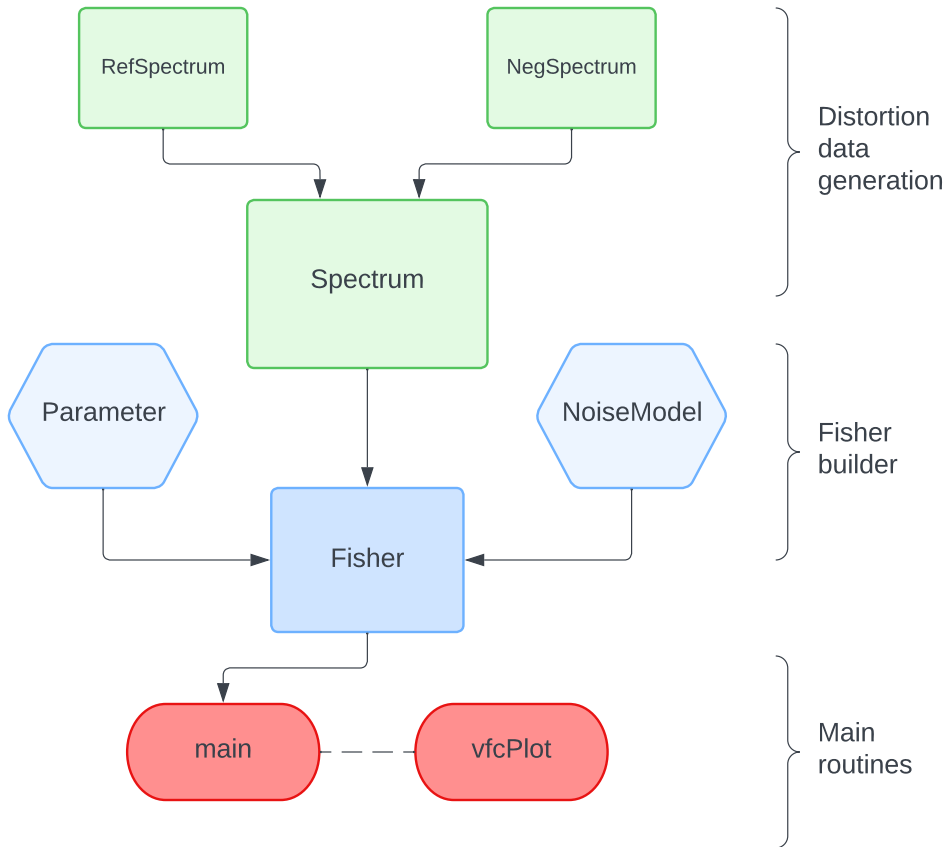 RefSpectrum
NegSpectrum
Distortion
data
generation
Spectrum
Parameter
NoiseModel
Fisher
builder
Fisher
main
vfcPlot
Main
routines